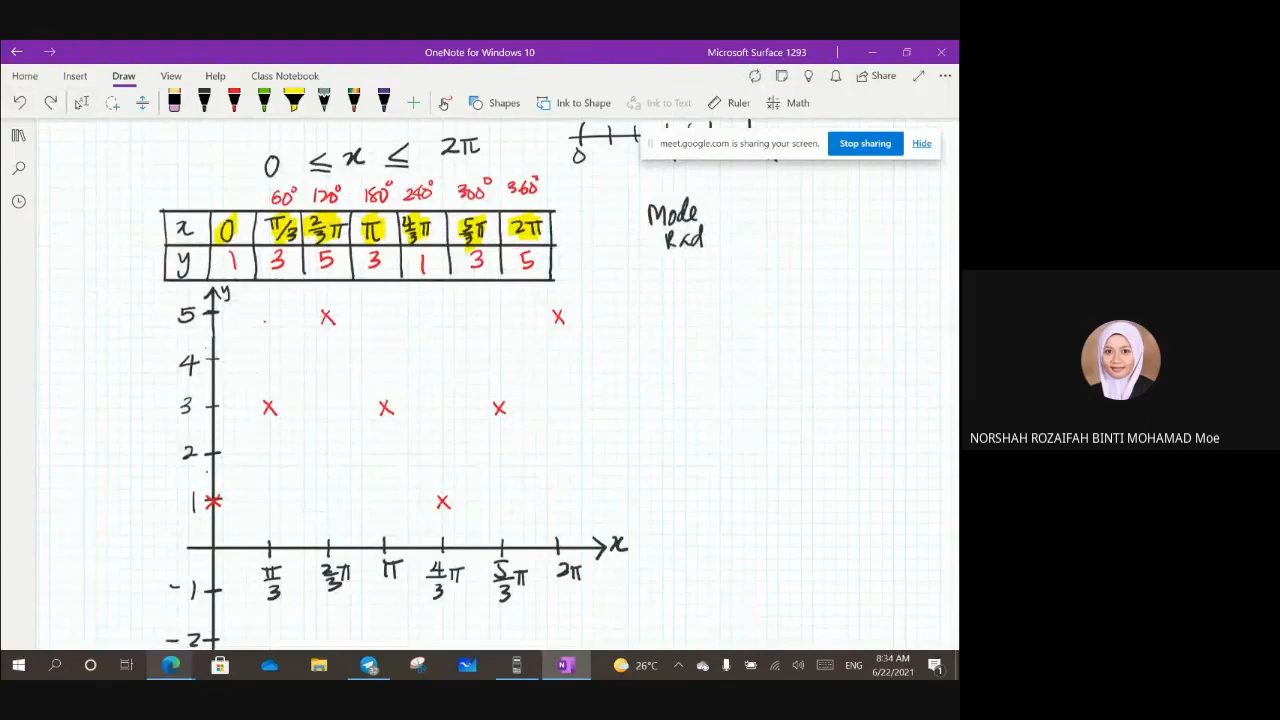 OneNote for Windows 10
Microsoft Surface 1293
Home Insert Draw View Help Class Notebook
Share
Shapes Ink to Shape Ink to Text Ruler Math
meet.google.com is sharing your screen. Stop sharing Hide
0 ≤ x ≤ 2π
0
60° 120° 180° 240° 300° 360°
x 0 π/3 2/3π π 4/3π 5/3π 2π
y 1 3 5 3 1 3 5
Mode
Rad
y
5
4
3
2
1
x
π/3 2/3π π 4/3π 5/3π 2π
-1
-2
NORSHAH ROZAIFAH BINTI MOHAMAD Moe
26°C
ENG
8:34 AM
6/22/2021